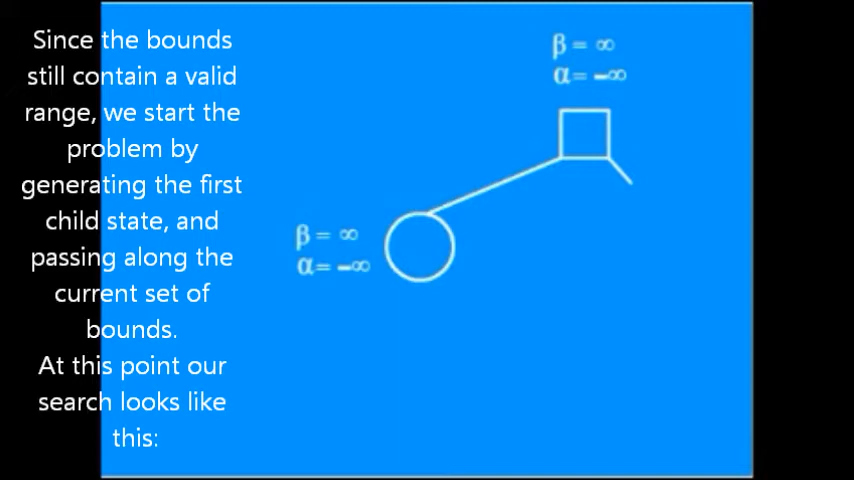 Since the bounds
still contain a valid
range, we start the
problem by
generating the first
child state, and
passing along the
current set of
bounds.
At this point our
search looks like
this:
β = ∞
α= -∞
β = ∞
α= -∞